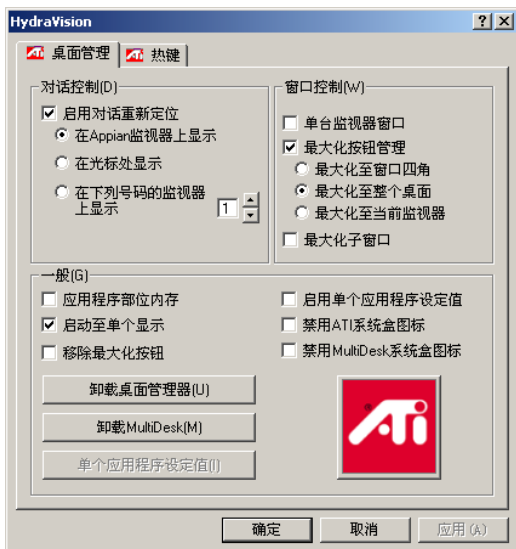 HydraVision
桌面管理 热键
对话控制(D)
启用对话重新定位
在Appian监视器上显示
在光标处显示
在下列号码的监视器
上显示
1
窗口控制(W)
单台监视器窗口
最大化按钮管理
最大化至窗口四角
最大化至整个桌面
最大化至当前监视器
最大化子窗口
一般(G)
应用程序部位内存
启动至单个显示
移除最大化按钮
启用单个应用程序设定值
禁用ATI系统盒图标
禁用MultiDesk系统盒图标
卸载桌面管理器(U)
卸载MultiDesk(M)
单个应用程序设定值(I)
ATi
确定 取消 应用(A)